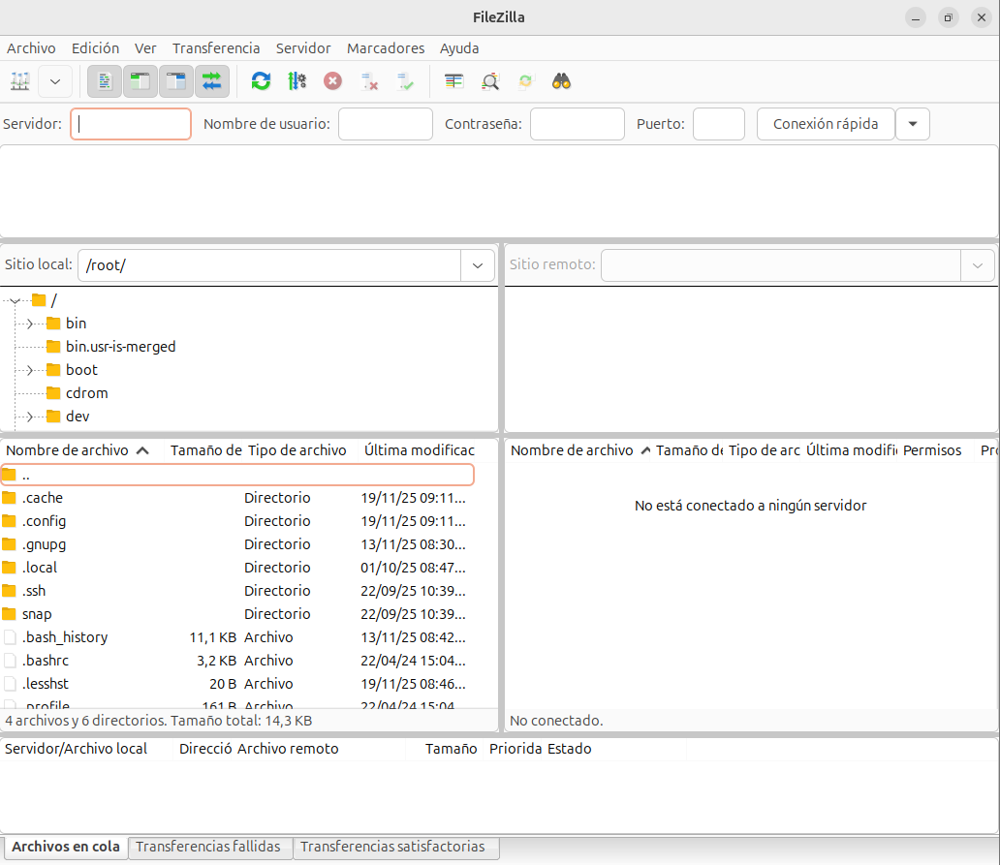 FileZilla
Archivo Edición Ver Transferencia Servidor Marcadores Ayuda
Servidor: Nombre de usuario: Contraseña: Puerto: Conexión rápida
Sitio local: /root/ Sitio remoto:
/
bin
bin.usr-is-merged
boot
cdrom
dev
Nombre de archivo Tamaño de Tipo de archivo Última modificac Nombre de archivo Tamaño de Tipo de arc Última modifi Permisos Pro
..
.cache Directorio 19/11/25 09:11...
No está conectado a ningún servidor
.config Directorio 19/11/25 09:11...
.gnupg Directorio 13/11/25 08:30...
.local Directorio 01/10/25 08:47...
.ssh Directorio 22/09/25 10:39...
snap Directorio 22/09/25 10:39...
.bash_history 11,1 KB Archivo 13/11/25 08:42...
.bashrc 3,2 KB Archivo 22/04/24 15:04...
.lesshst 20 B Archivo 19/11/25 08:46...
.profile 161 B Archivo 22/04/24 15:04
4 archivos y 6 directorios. Tamaño total: 14,3 KB No conectado.
Servidor/Archivo local Direcció Archivo remoto Tamaño Priorida Estado
Archivos en cola Transferencias fallidas Transferencias satisfactorias